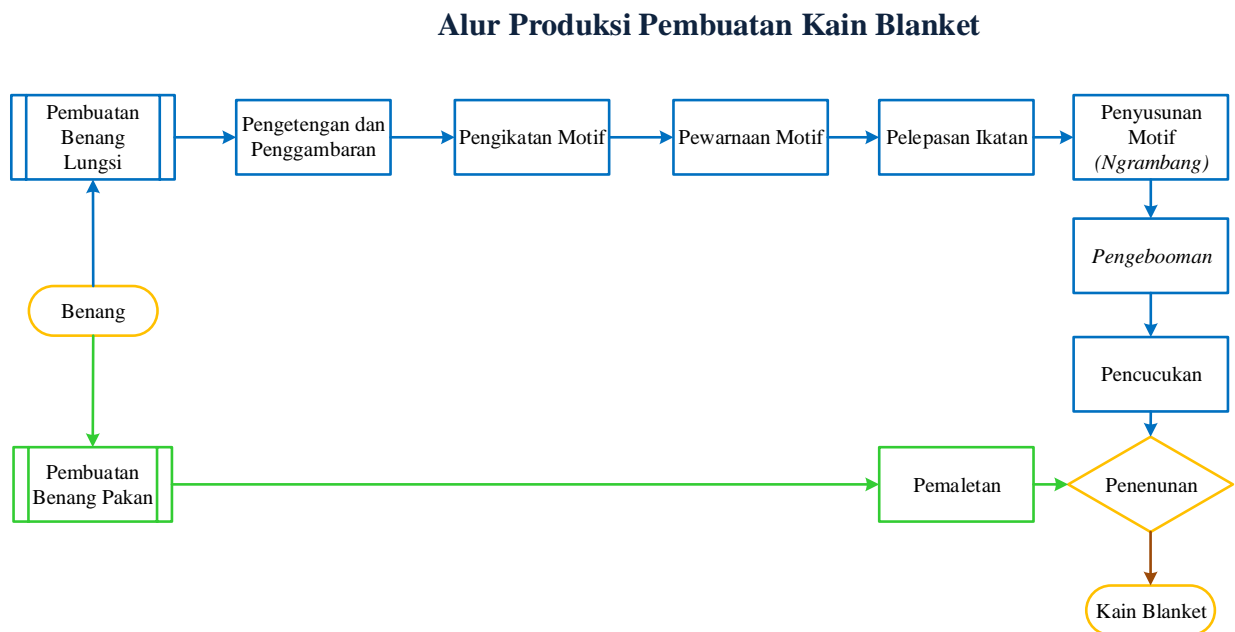 Alur Produksi Pembuatan Kain Blanket
Pembuatan
Benang
Lungsi
Pengetengan dan
Penggambaran
Pengikatan Motif
Pewarnaan Motif
Pelepasan Ikatan
Penyusunan
Motif
(Ngrambang)
Pengebooman
Benang
Pencucukan
Pembuatan
Benang Pakan
Pemaletan
Penenunan
Kain Blanket